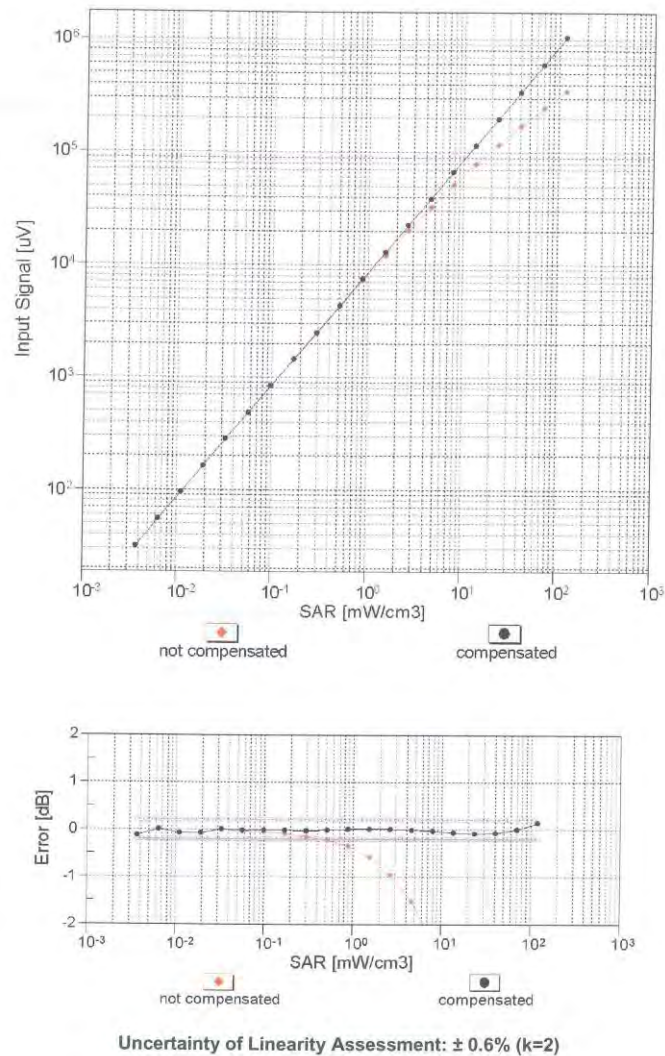 Input Signal [uV]
10⁶
10⁵
10⁴
10³
10²
10⁻³ 10⁻² 10⁻¹ 10⁰ 10¹ 10² 10³
SAR [mW/cm3]
not compensated compensated
Error [dB]
2
1
0
-1
-2
10⁻³ 10⁻² 10⁻¹ 10⁰ 10¹ 10² 10³
SAR [mW/cm3]
not compensated compensated
Uncertainty of Linearity Assessment: ± 0.6% (k=2)